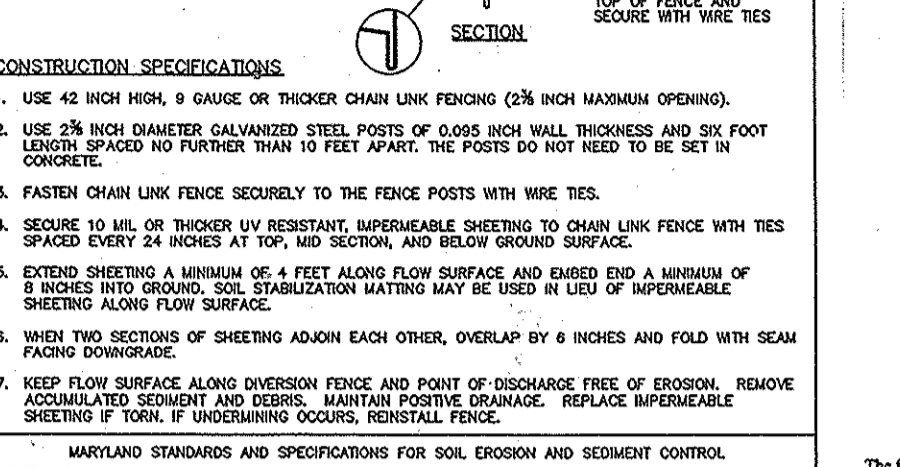 TOP OF FENCE AND
SECURE WITH WIRE TIES
SECTION
CONSTRUCTION SPECIFICATIONS
1. USE 42 INCH HIGH, 9 GAUGE OR THICKER CHAIN LINK FENCING (2⅜ INCH MAXIMUM OPENING).
2. USE 2⅜ INCH DIAMETER GALVANIZED STEEL POSTS OF 0.095 INCH WALL THICKNESS AND SIX FOOT
LENGTH SPACED NO FURTHER THAN 10 FEET APART. THE POSTS DO NOT NEED TO BE SET IN
CONCRETE.
3. FASTEN CHAIN LINK FENCE SECURELY TO THE FENCE POSTS WITH WIRE TIES.
4. SECURE 10 MIL OR THICKER UV RESISTANT, IMPERMEABLE SHEETING TO CHAIN LINK FENCE WITH TIES
SPACED EVERY 24 INCHES AT TOP, MID SECTION, AND BELOW GROUND SURFACE.
5. EXTEND SHEETING A MINIMUM OF 4 FEET ALONG FLOW SURFACE AND EMBED END A MINIMUM OF
8 INCHES INTO GROUND. SOIL STABILIZATION MATTING MAY BE USED IN LIEU OF IMPERMEABLE
SHEETING ALONG FLOW SURFACE.
6. WHEN TWO SECTIONS OF SHEETING ADJOIN EACH OTHER, OVERLAP BY 6 INCHES AND FOLD WITH SEAM
FACING DOWNGRADE.
7. KEEP FLOW SURFACE ALONG DIVERSION FENCE AND POINT OF DISCHARGE FREE OF EROSION. REMOVE
ACCUMULATED SEDIMENT AND DEBRIS. MAINTAIN POSITIVE DRAINAGE. REPLACE IMPERMEABLE
SHEETING IF TORN. IF UNDERMINING OCCURS, REINSTALL FENCE.
MARYLAND STANDARDS AND SPECIFICATIONS FOR SOIL EROSION AND SEDIMENT CONTROL
The